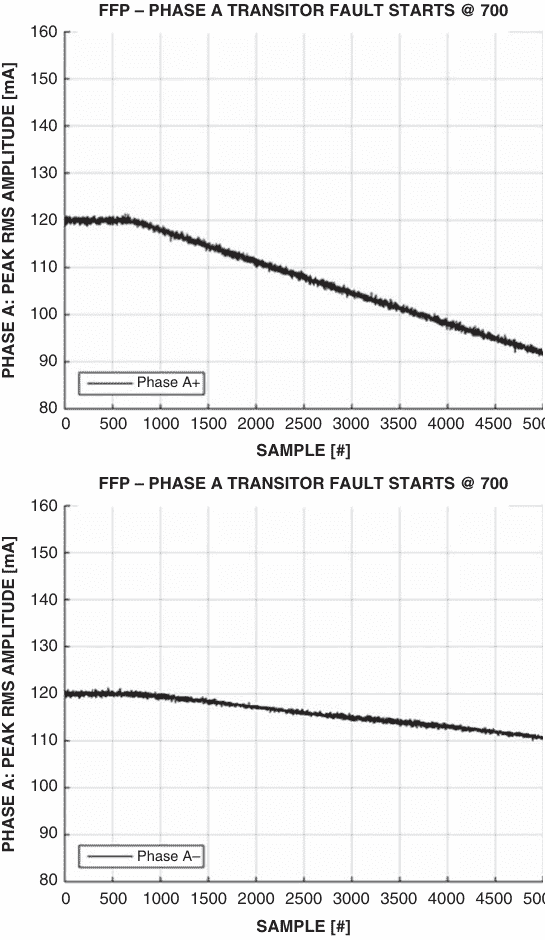 FFP – PHASE A TRANSITOR FAULT STARTS @ 700
160
150
140
130
120
110
100
90
80
PHASE A: PEAK RMS AMPLITUDE [mA]
Phase A+
0 500 1000 1500 2000 2500 3000 3500 4000 4500 500
SAMPLE [#]
FFP – PHASE A TRANSITOR FAULT STARTS @ 700
160
150
140
130
120
110
100
90
80
PHASE A: PEAK RMS AMPLITUDE [mA]
Phase A–
0 500 1000 1500 2000 2500 3000 3500 4000 4500 500
SAMPLE [#]